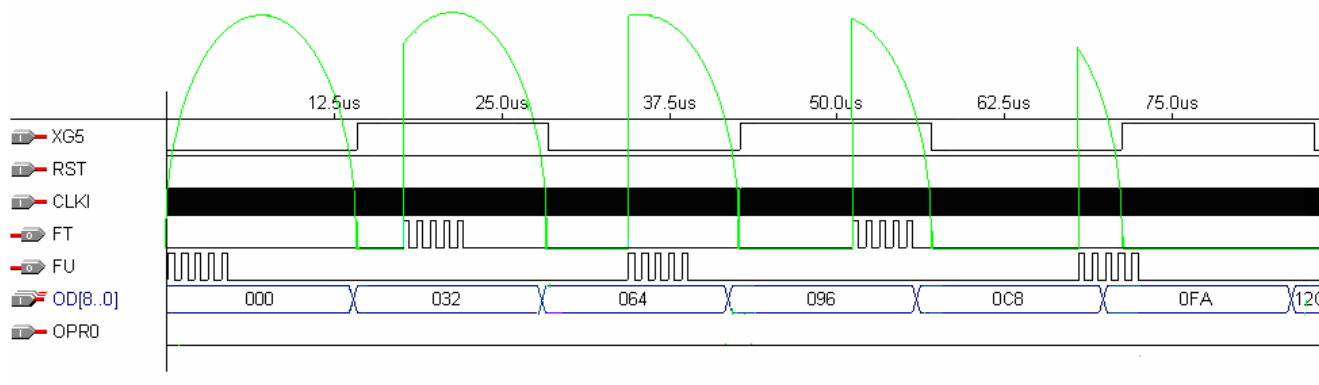 12.5us 25.0us 37.5us 50.0us 62.5us 75.0us
I XG5
I RST
I CLKI
O FT
O FU
I OD[8..0] 000 032 064 096 0C8 0FA
I OPR0